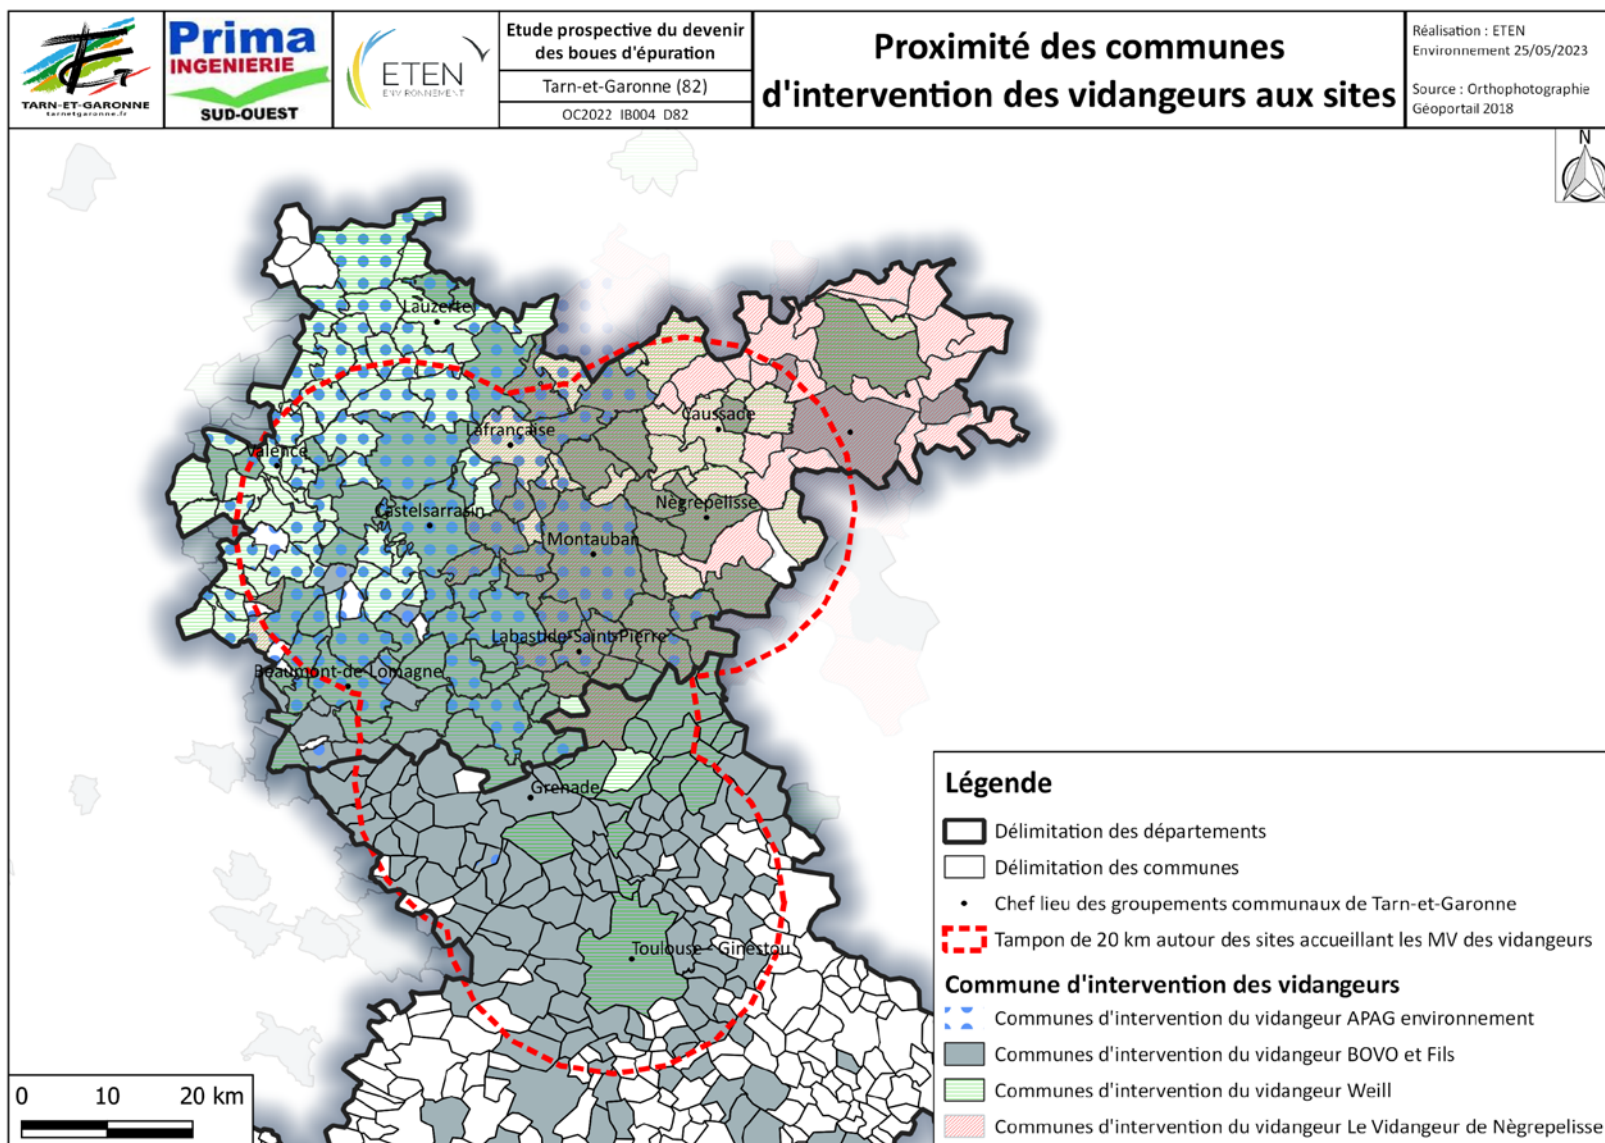 TARN-ET-GARONNE
tarnetgaronne.fr
Prima
INGENIERIE
SUD-OUEST
ETEN
ENVIRONNEMENT
Etude prospective du devenir
des boues d'épuration
Tarn-et-Garonne (82)
OC2022 IB004 D82
Proximité des communes
d'intervention des vidangeurs aux sites
Réalisation : ETEN
Environnement 25/05/2023
Source : Orthophotographie
Géoportail 2018
N
Lauzerte
Caussade
Lafrançaise
Valence
Nègrepelisse
Castelsarrasin
Montauban
Labastide-Saint-Pierre
Beaumont-de-Lomagne
Grenade
Toulouse - Ginestou
Légende
Délimitation des départements
Délimitation des communes
Chef lieu des groupements communaux de Tarn-et-Garonne
Tampon de 20 km autour des sites accueillant les MV des vidangeurs
Commune d'intervention des vidangeurs
Communes d'intervention du vidangeur APAG environnement
Communes d'intervention du vidangeur BOVO et Fils
Communes d'intervention du vidangeur Weill
Communes d'intervention du vidangeur Le Vidangeur de Nègrepelisse
0 10 20 km